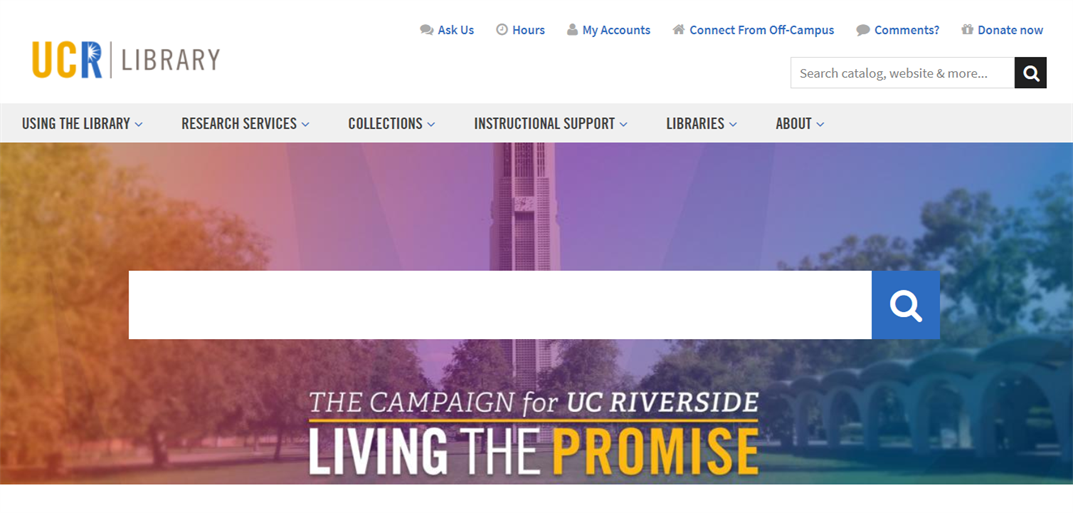 Ask Us Hours My Accounts Connect From Off-Campus Comments? Donate now
UCR LIBRARY
Search catalog, website & more...
USING THE LIBRARY RESEARCH SERVICES COLLECTIONS INSTRUCTIONAL SUPPORT LIBRARIES ABOUT
THE CAMPAIGN for UC RIVERSIDE
LIVING THE PROMISE